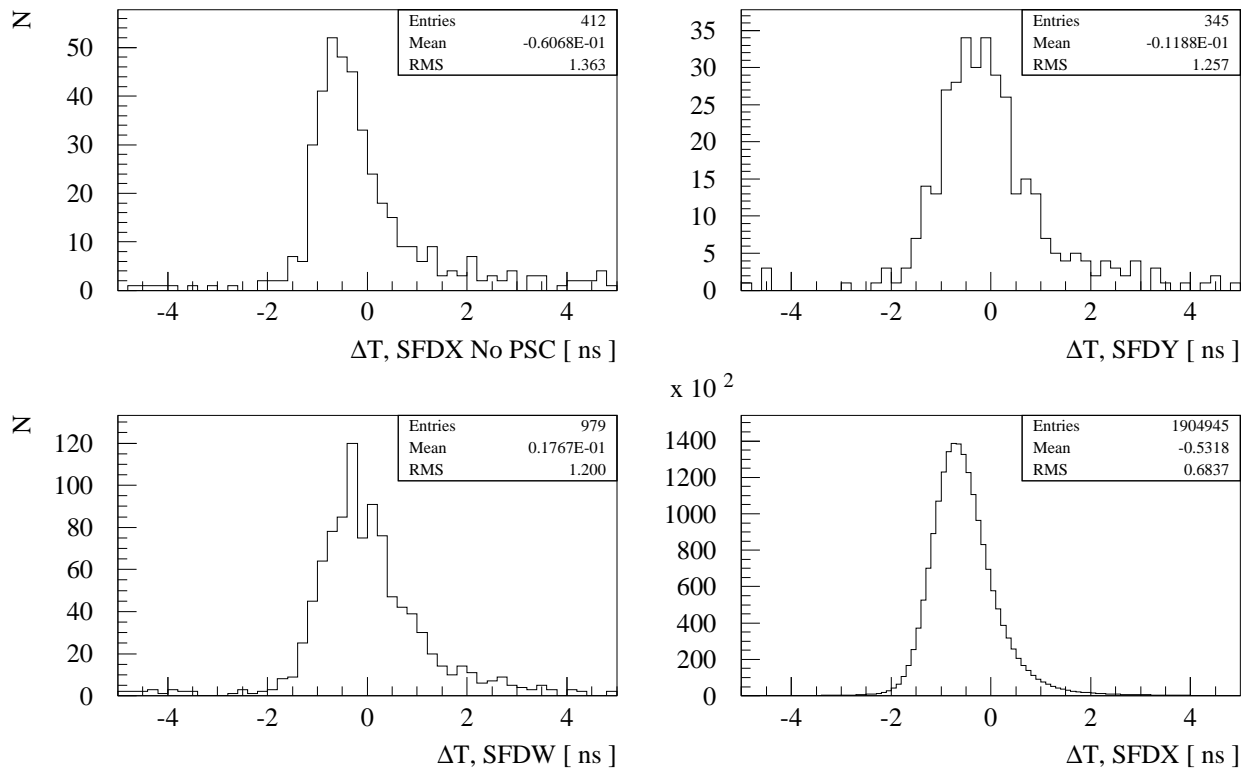 N
Entries 412
Mean -0.6068E-01
RMS 1.363
50
40
30
20
10
0
-4 -2 0 2 4
ΔT, SFDX No PSC [ ns ]
Entries 345
Mean -0.1188E-01
RMS 1.257
35
30
25
20
15
10
5
0
-4 -2 0 2 4
ΔT, SFDY [ ns ]
N
Entries 979
Mean 0.1767E-01
RMS 1.200
120
100
80
60
40
20
0
-4 -2 0 2 4
ΔT, SFDW [ ns ]
x 10 2
Entries 1904945
Mean -0.5318
RMS 0.6837
1400
1200
1000
800
600
400
200
0
-4 -2 0 2 4
ΔT, SFDX [ ns ]